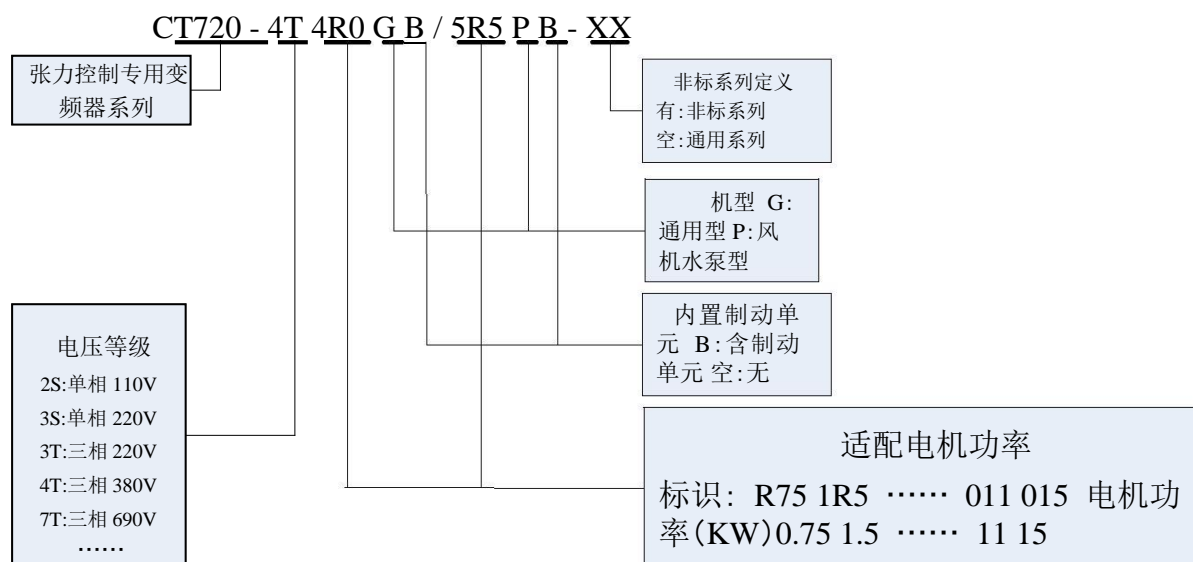 CT720 - 4T 4R0 G B / 5R5 P B - XX
张力控制专用变
频器系列
非标系列定义
有:非标系列
空:通用系列
机型 G:
通用型 P:风
机水泵型
内置制动单
元 B:含制动
单元 空:无
电压等级
2S:单相 110V
3S:单相 220V
3T:三相 220V
4T:三相 380V
7T:三相 690V
······
适配电机功率
标识: R75 1R5 ······ 011 015 电机功
率(KW)0.75 1.5 ······ 11 15